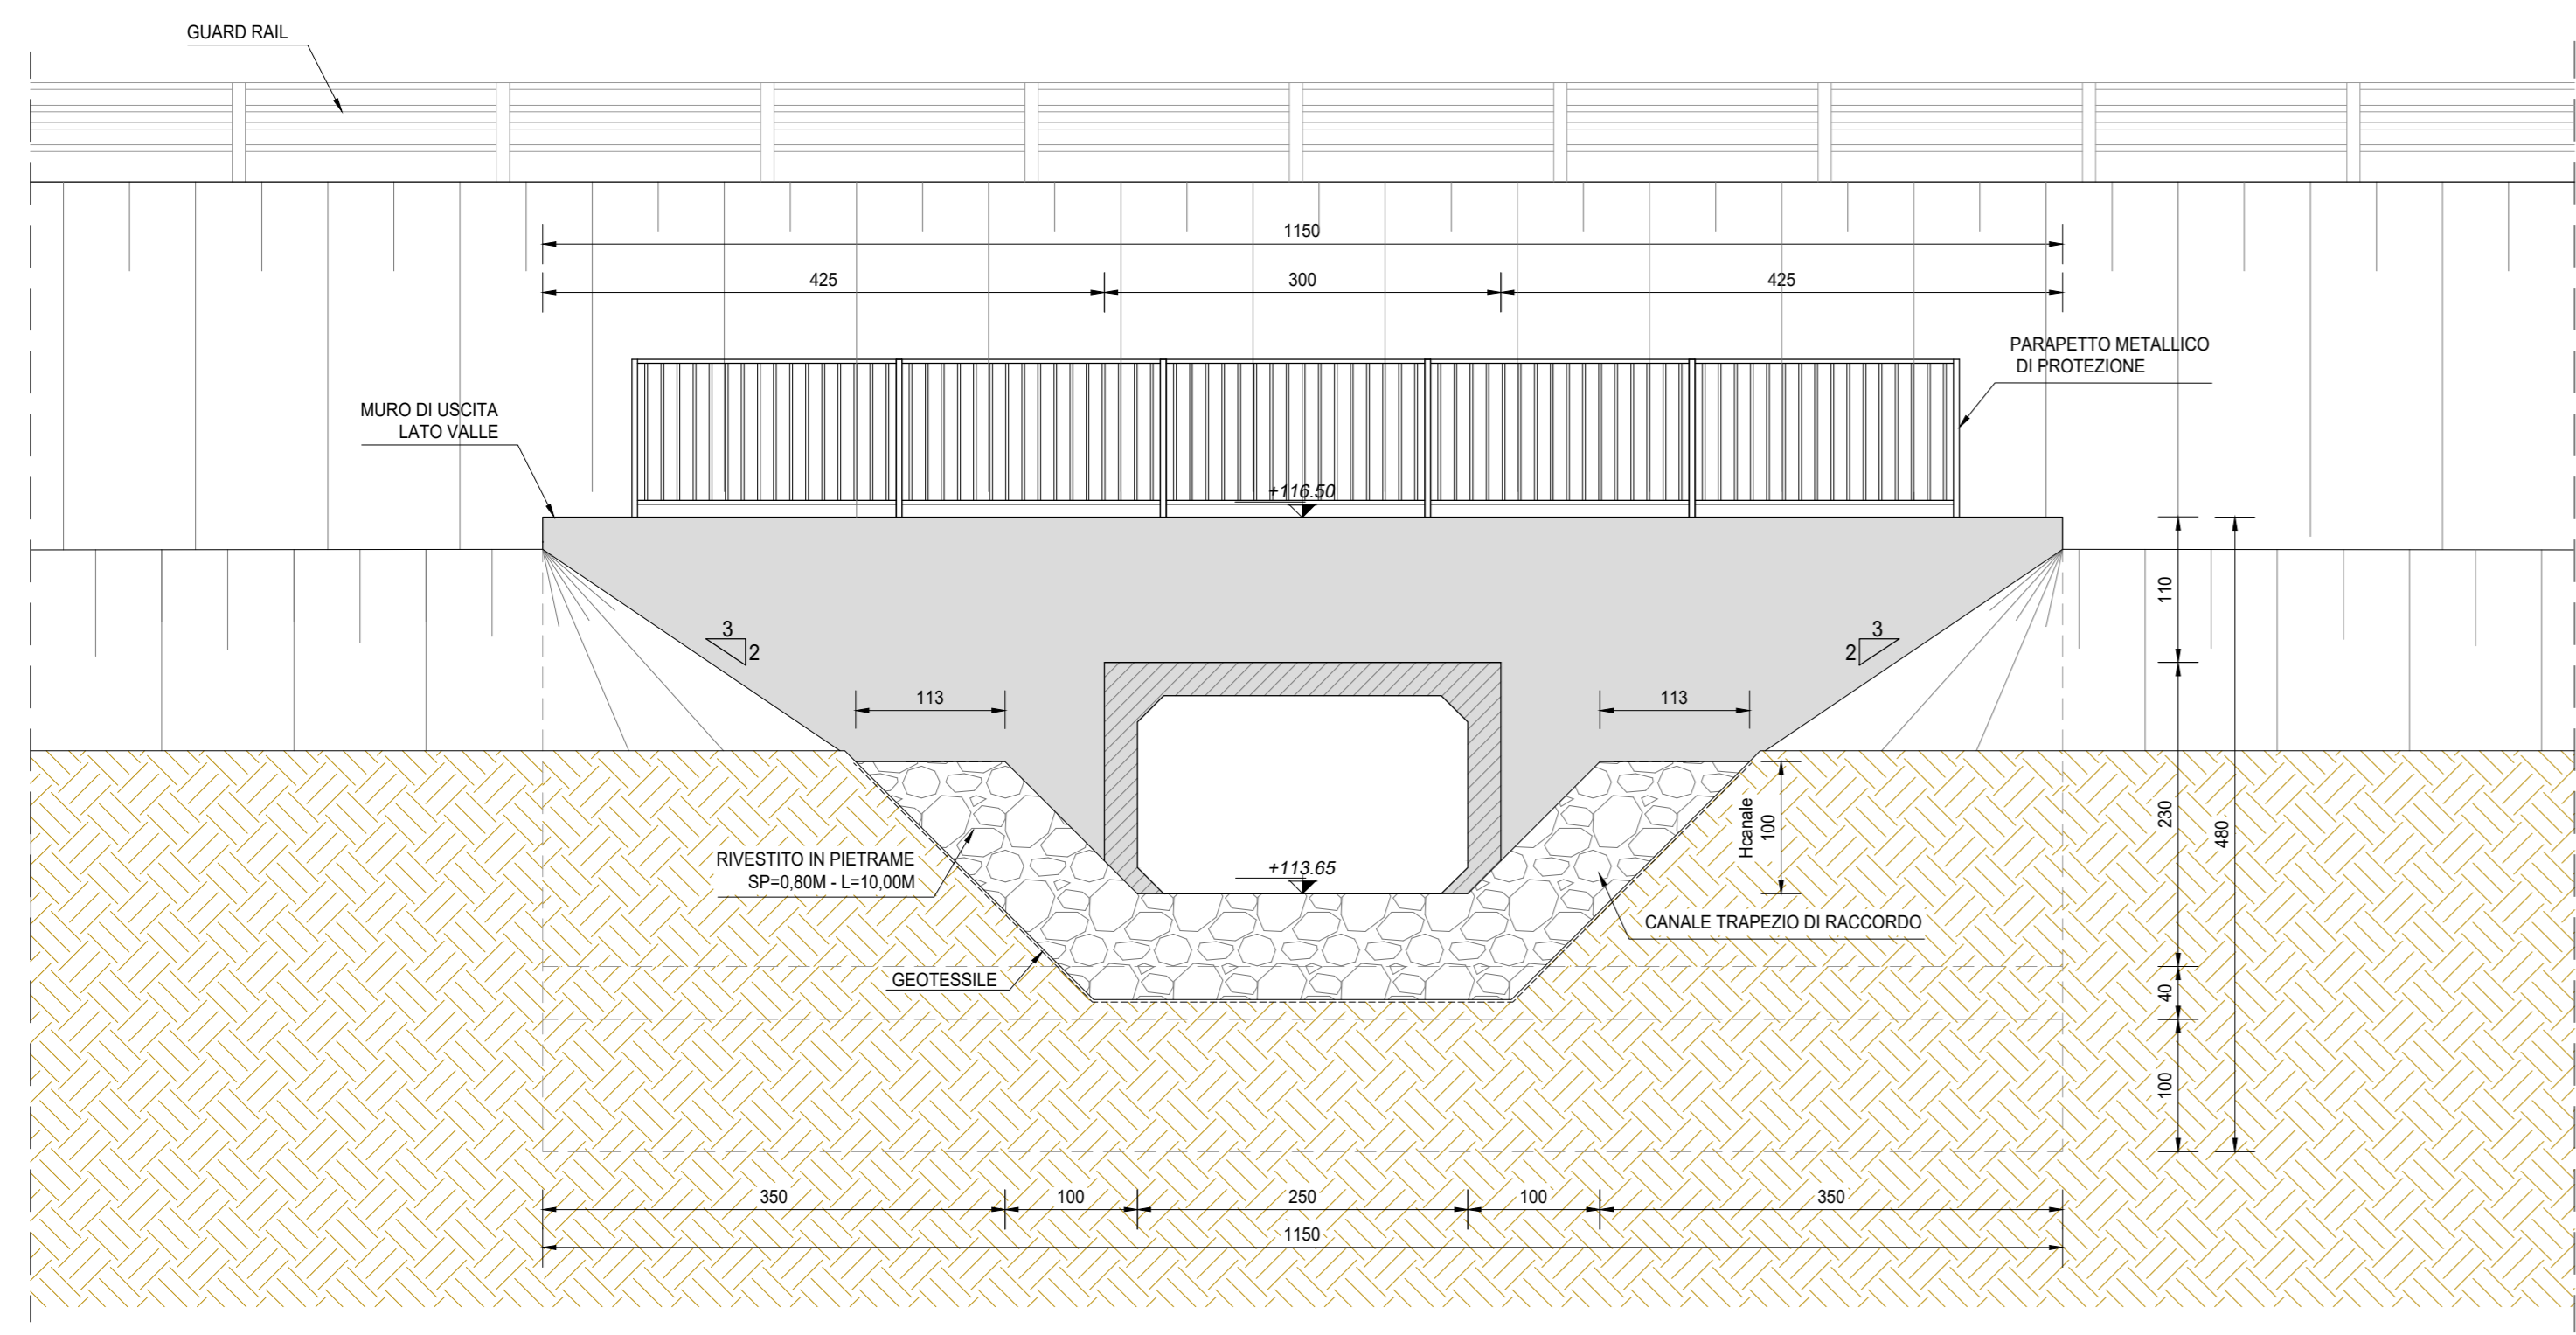 GUARD RAIL
1150
425
300
425
PARAPETTO METALLICO
DI PROTEZIONE
MURO DI USCITA
LATO VALLE
+116.50
110
3
2
3
2
113
113
Hcanale
100
230
480
RIVESTITO IN PIETRAME
SP=0,80M - L=10,00M
+113.65
CANALE TRAPEZIO DI RACCORDO
GEOTESSILE
40
100
350
100
250
100
350
1150